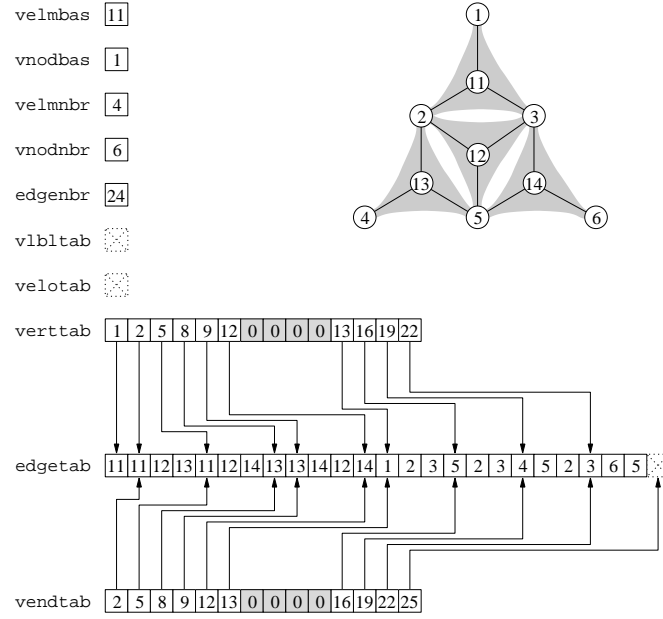 velmbas 11
vnodbas 1
velmnbr 4
vnodnbr 6
edgenbr 24
vlbltab
velotab
1
11
2 3
12
13 14
4 5 6
verttab 1 2 5 8 9 12 0 0 0 0 13 16 19 22
edgetab 11 11 12 13 11 12 14 13 13 14 12 14 1 2 3 5 2 3 4 5 2 3 6 5
vendtab 2 5 8 9 12 13 0 0 0 0 16 19 22 25